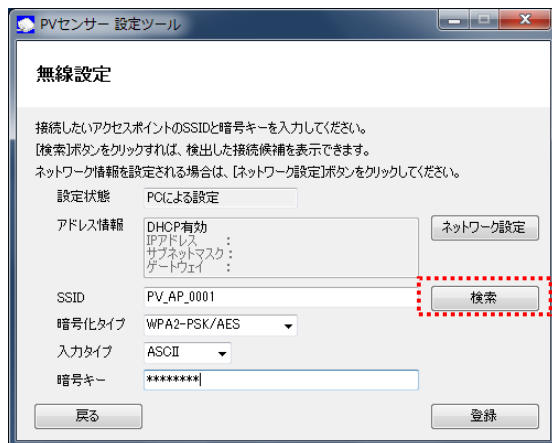 PVセンサー 設定ツール
無線設定
接続したいアクセスポイントのSSIDと暗号キーを入力してください。
[検索]ボタンをクリックすれば、検出した接続候補を表示できます。
ネットワーク情報を設定される場合は、[ネットワーク設定]ボタンをクリックしてください。
設定状態 PCによる設定
アドレス情報 DHCP有効 ネットワーク設定
IPアドレス :
サブネットマスク :
ゲートウェイ :
SSID PV_AP_0001 検索
暗号化タイプ WPA2-PSK/AES
入力タイプ ASCII
暗号キー ********
戻る 登録